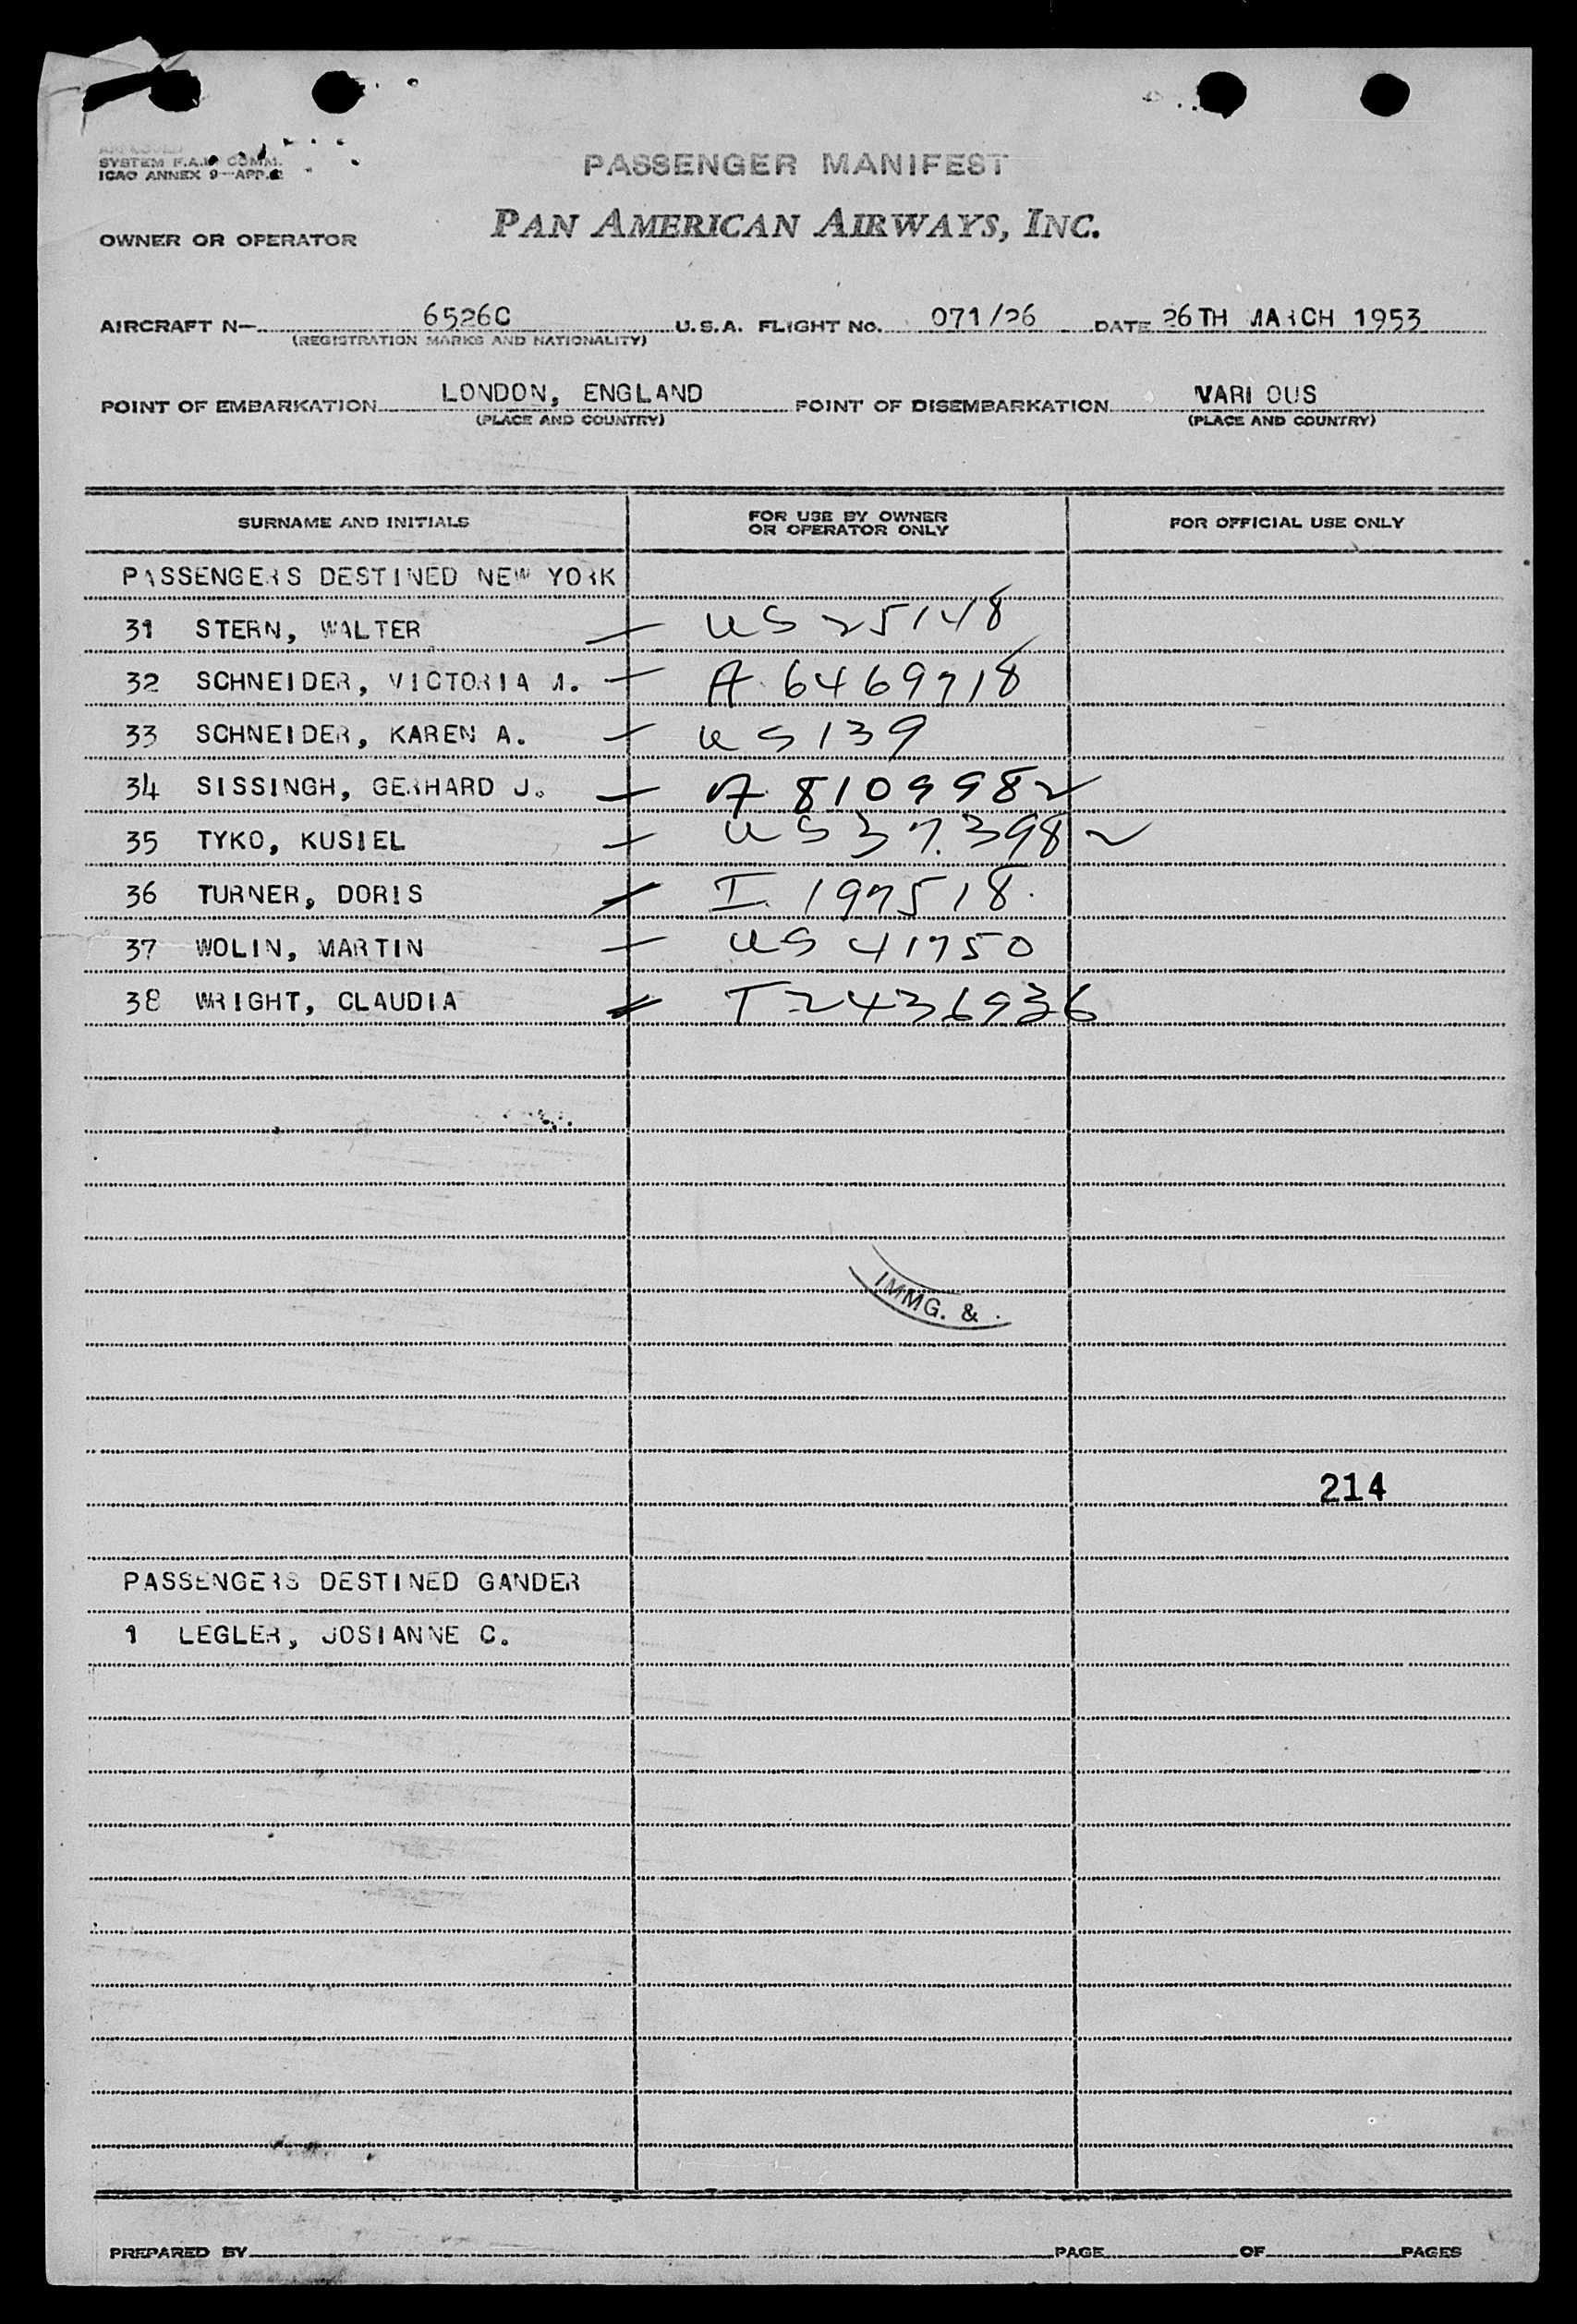 SYSTEM F.A.L. COMM.
ICAO ANNEX 9—APP.
PASSENGER MANIFEST
OWNER OR OPERATOR PAN AMERICAN AIRWAYS, INC.
AIRCRAFT N— 6526C U.S.A. FLIGHT No. 071/26 DATE 26TH MARCH 1953
(REGISTRATION MARKS AND NATIONALITY)
POINT OF EMBARKATION LONDON, ENGLAND POINT OF DISEMBARKATION VARIOUS
(PLACE AND COUNTRY) (PLACE AND COUNTRY)
SURNAME AND INITIALS FOR USE BY OWNER OR OPERATOR ONLY FOR OFFICIAL USE ONLY
PASSENGERS DESTINED NEW YORK
31 STERN, WALTER — US 25148
32 SCHNEIDER, VICTORIA M. — A 6469718
33 SCHNEIDER, KAREN A. — US 139
34 SISSINGH, GERHARD J. — A 8109982
35 TYKO, KUSIEL — US 37398 2
36 TURNER, DORIS I 197518
37 WOLIN, MARTIN — US 41750
38 WRIGHT, CLAUDIA T 2436936
IMMG. &
214
PASSENGERS DESTINED GANDER
1 LEGLER, JOSIANNE C.
PREPARED BY PAGE OF PAGES